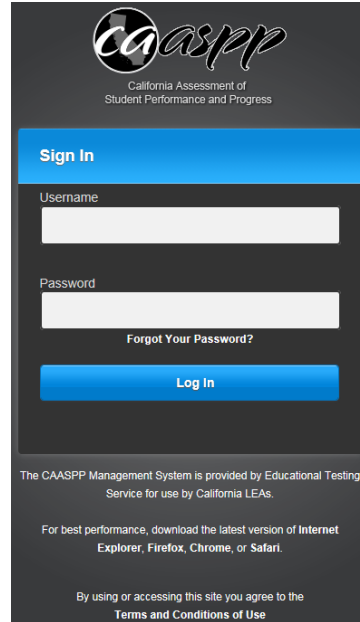 caaspp
California Assessment of
Student Performance and Progress
Sign In
Username
Password
Forgot Your Password?
Log In
The CAASPP Management System is provided by Educational Testing
Service for use by California LEAs.
For best performance, download the latest version of Internet
Explorer, Firefox, Chrome, or Safari.
By using or accessing this site you agree to the
Terms and Conditions of Use